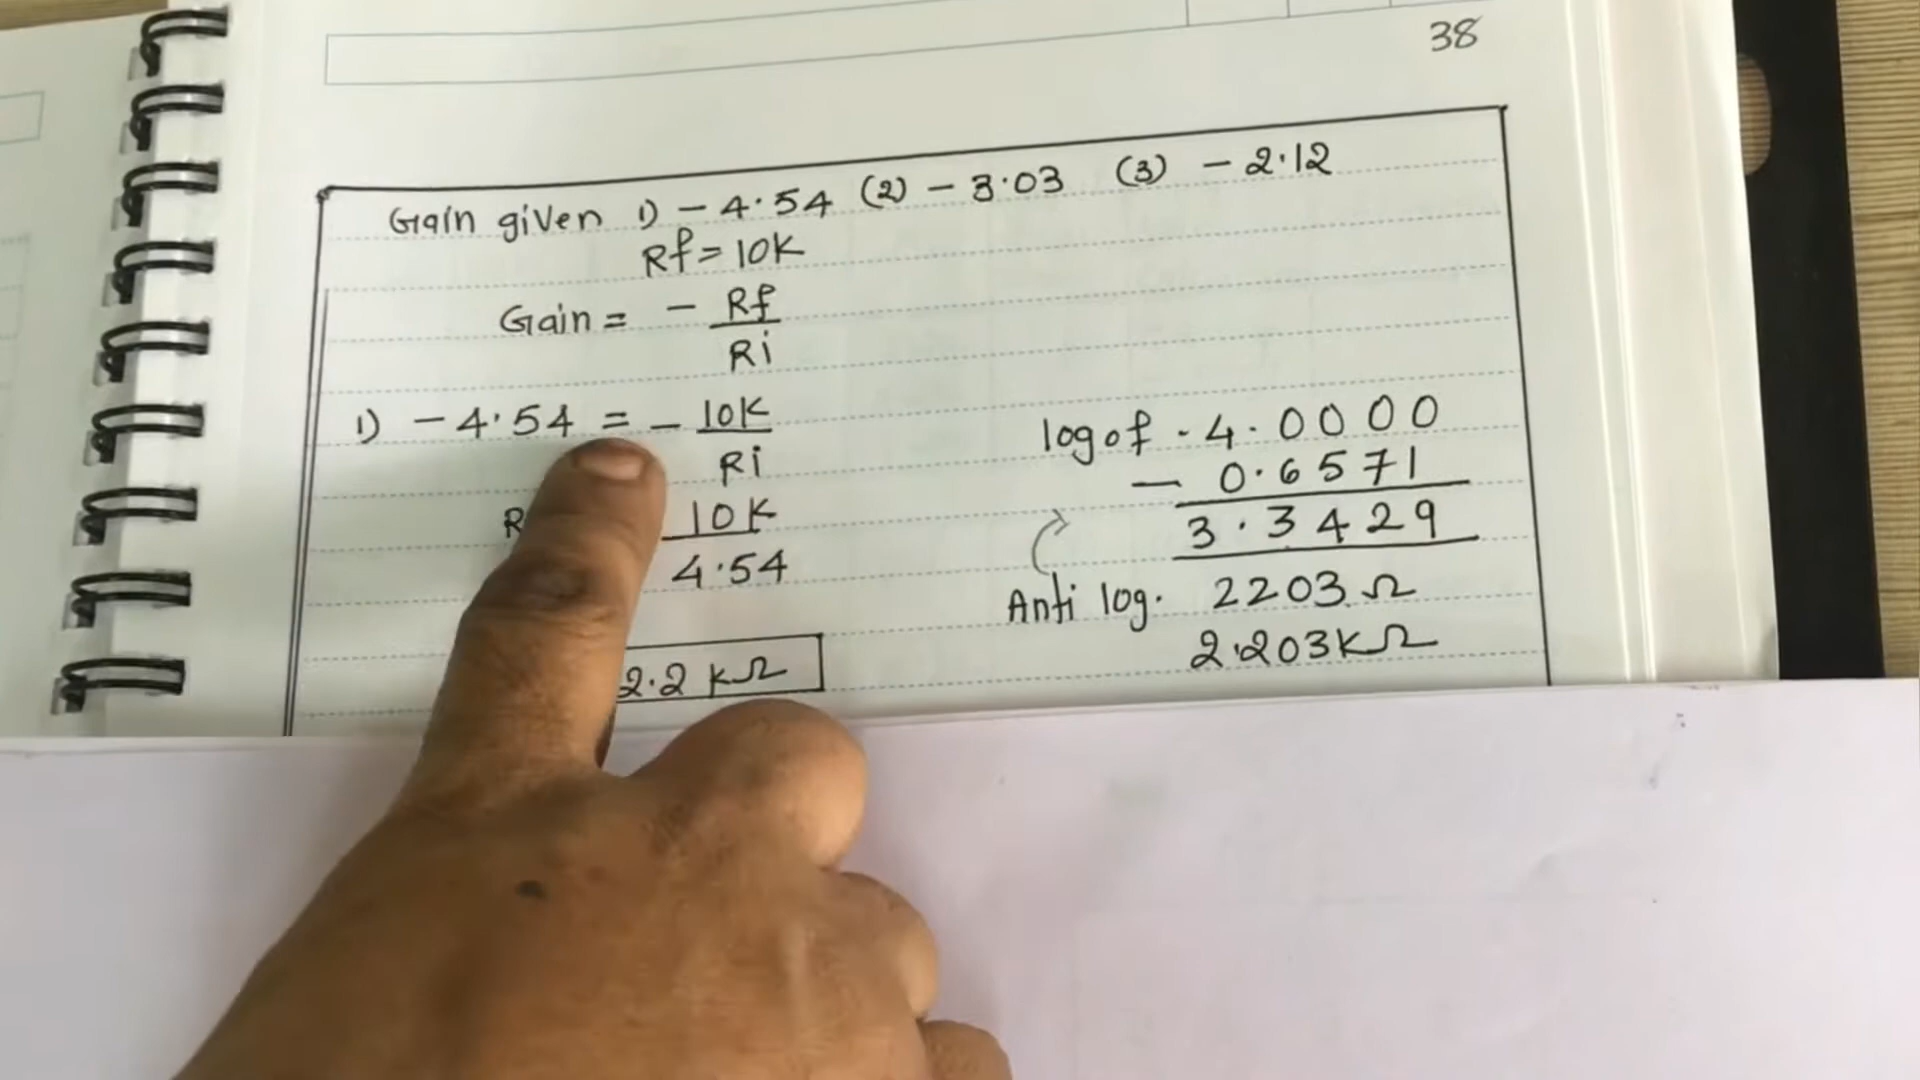 38
Gain given 1) - 4.54 (2) - 3.03 (3) - 2.12
Rf = 10K
Gain = - Rf
Ri
1) - 4.54 = - 10K
Ri
R
10K
4.54
2.2 KΩ
log of . 4.0000
- 0.6571
3.3429
Anti log. 2203 Ω
2.203KΩ